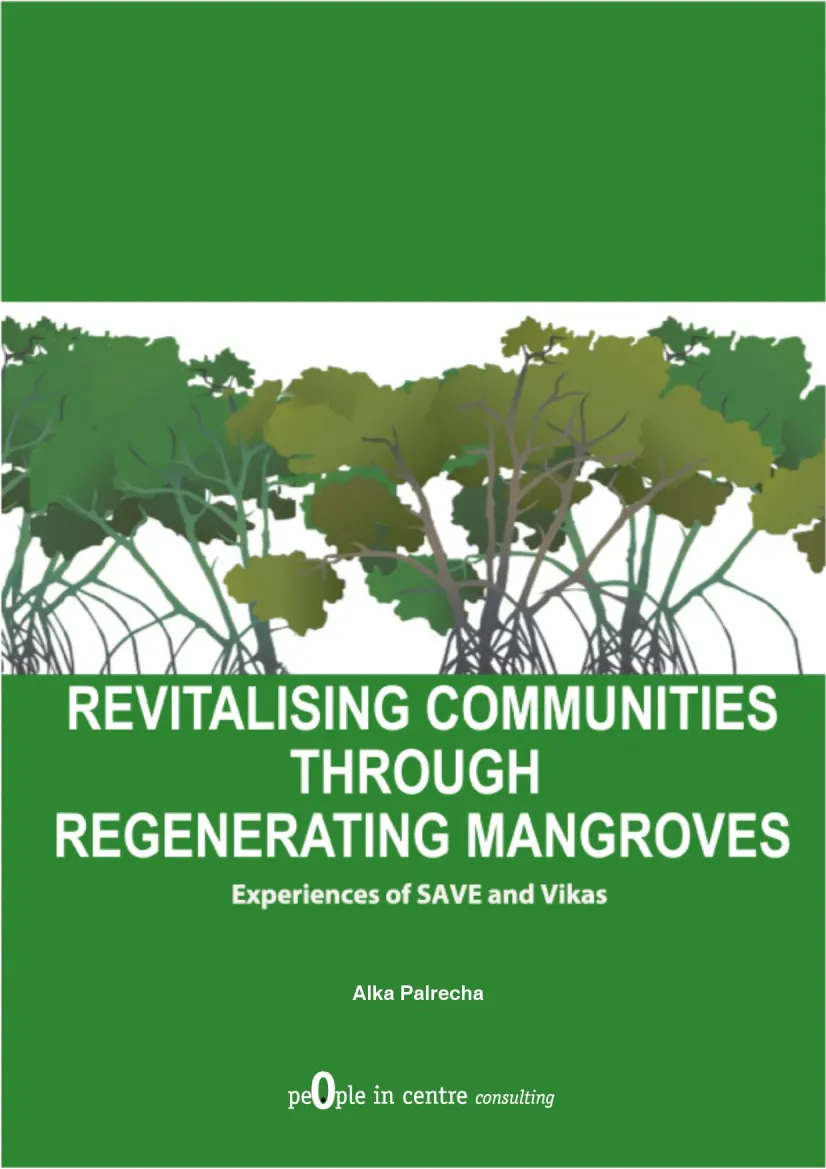 REVITALISING COMMUNITIES
THROUGH
REGENERATING MANGROVES
Experiences of SAVE and Vikas
Alka Palrecha
peOple in centre consulting